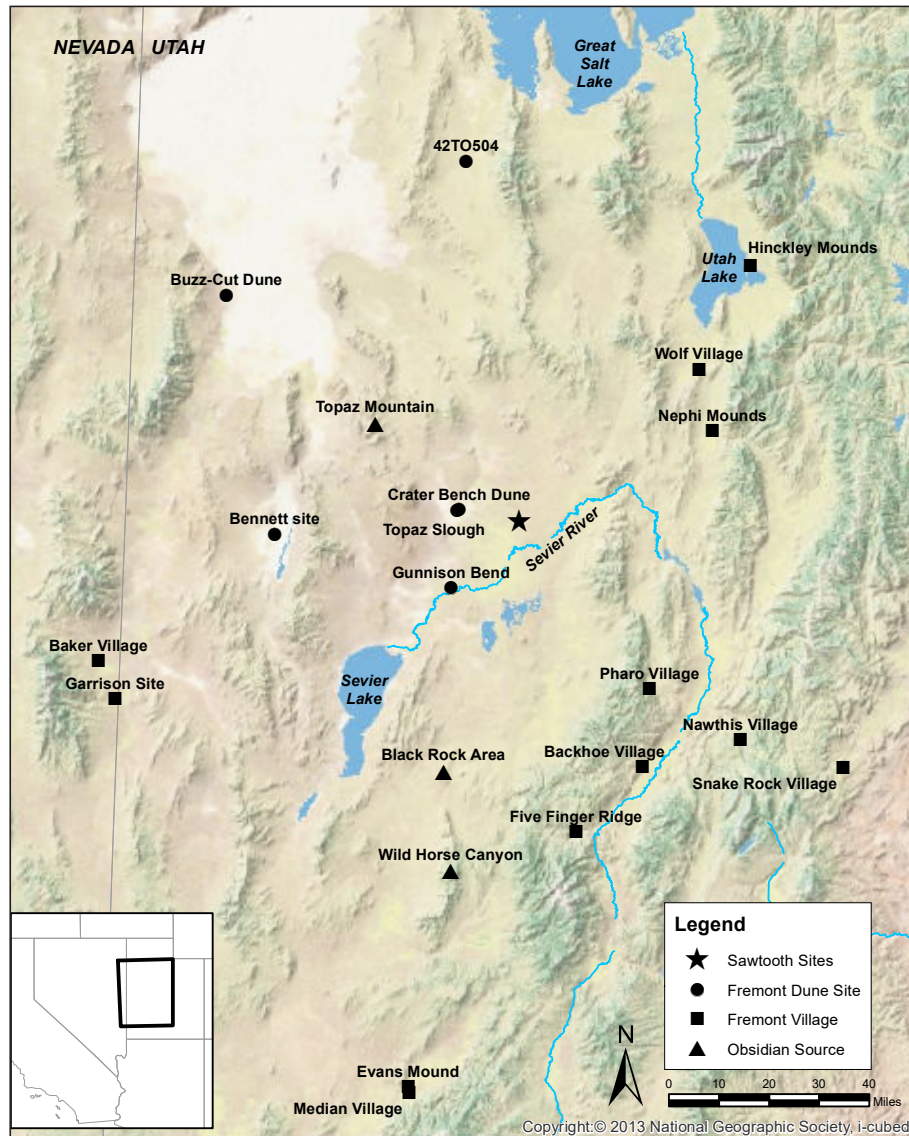 NEVADA UTAH
Great
Salt
Lake
42TO504
Utah
Lake
Hinckley Mounds
Buzz-Cut Dune
Wolf Village
Topaz Mountain
Nephi Mounds
Crater Bench Dune
Bennett site
Topaz Slough
Sevier River
Gunnison Bend
Baker Village
Garrison Site
Sevier
Lake
Pharo Village
Nawthis Village
Black Rock Area
Backhoe Village
Snake Rock Village
Five Finger Ridge
Wild Horse Canyon
Legend
Sawtooth Sites
Fremont Dune Site
Fremont Village
Obsidian Source
N
0 10 20 30 40
Miles
Evans Mound
Median Village
Copyright:© 2013 National Geographic Society, i-cubed